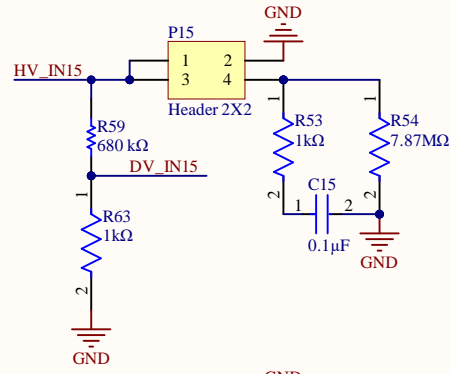 GND
P15
HV_IN15
1 2
3 4
Header 2X2
R59
680 kΩ
DV_IN15
1
R63
1kΩ
2
GND
1
R53
1kΩ
2
1
R54
7.87MΩ
2
C15
1 2
0.1µF
GND